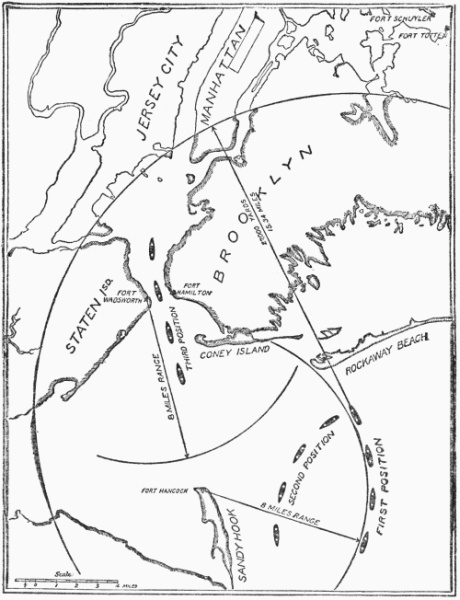 FORT SCHUYLER
FORT TOTTEN
MANHATTAN
JERSEY CITY
BROOKLYN
15.34 MILES
FORT
HAMILTON
FORT
WADSWORTH
STATEN ISD.
THIRD POSITION
8 MILES RANGE
CONEY ISLAND
ROCKAWAY BEACH
SECOND POSITION
FIRST POSITION
FORT HANCOCK
8 MILES RANGE
SANDY HOOK
Scale
0 1 2 3 4 MILES